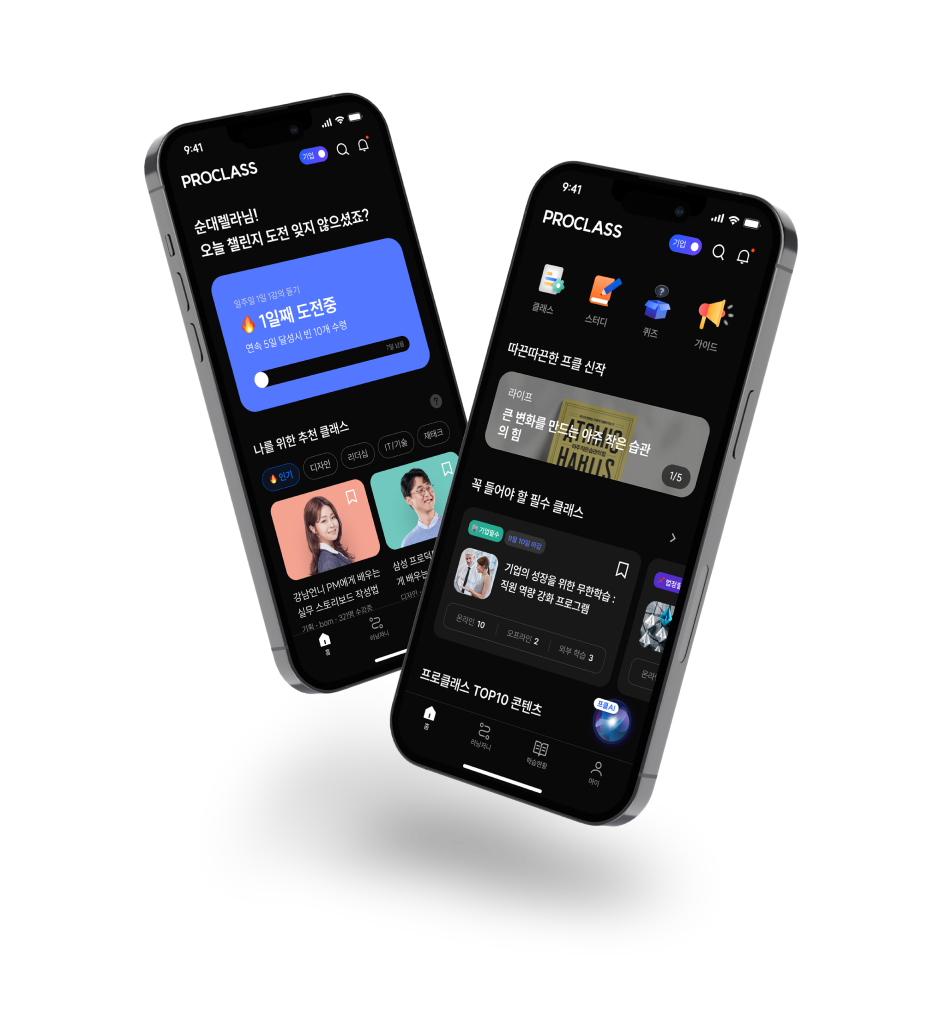 9:41
PROCLASS
기업
순대렐라님!
오늘 챌린지 도전 잊지 않으셨죠?
일주일 1일 1강의 듣기
🔥 1일째 도전중
연속 5일 달성시 빈 10개 수령
7일 남음
?
나를 위한 추천 클래스
🔥인기
디자인
리더십
IT/기술
재태크
강남언니 PM에게 배우는
실무 스토리보드 작성법
기획 · bom · 321명 수강중
삼성 프로덕
게 배우는
디자인 ·
홈
러닝저니
9:41
PROCLASS
기업
클래스
스터디
?
퀴즈
가이드
따끈따끈한 프클 신작
라이프
큰 변화를 만드는 아주 작은 습관
의 힘
ATOMIC
HABITS
1/5
꼭 들어야 할 필수 클래스
기업필수
8월 10일 마감
기업의 성장을 위한 무한학습 :
직원 역량 강화 프로그램
온라인 10
오프라인 2
외부 학습 3
법정필
온라
프로클래스 TOP10 콘텐츠
프클AI
홈
러닝저니
학습현황
마이